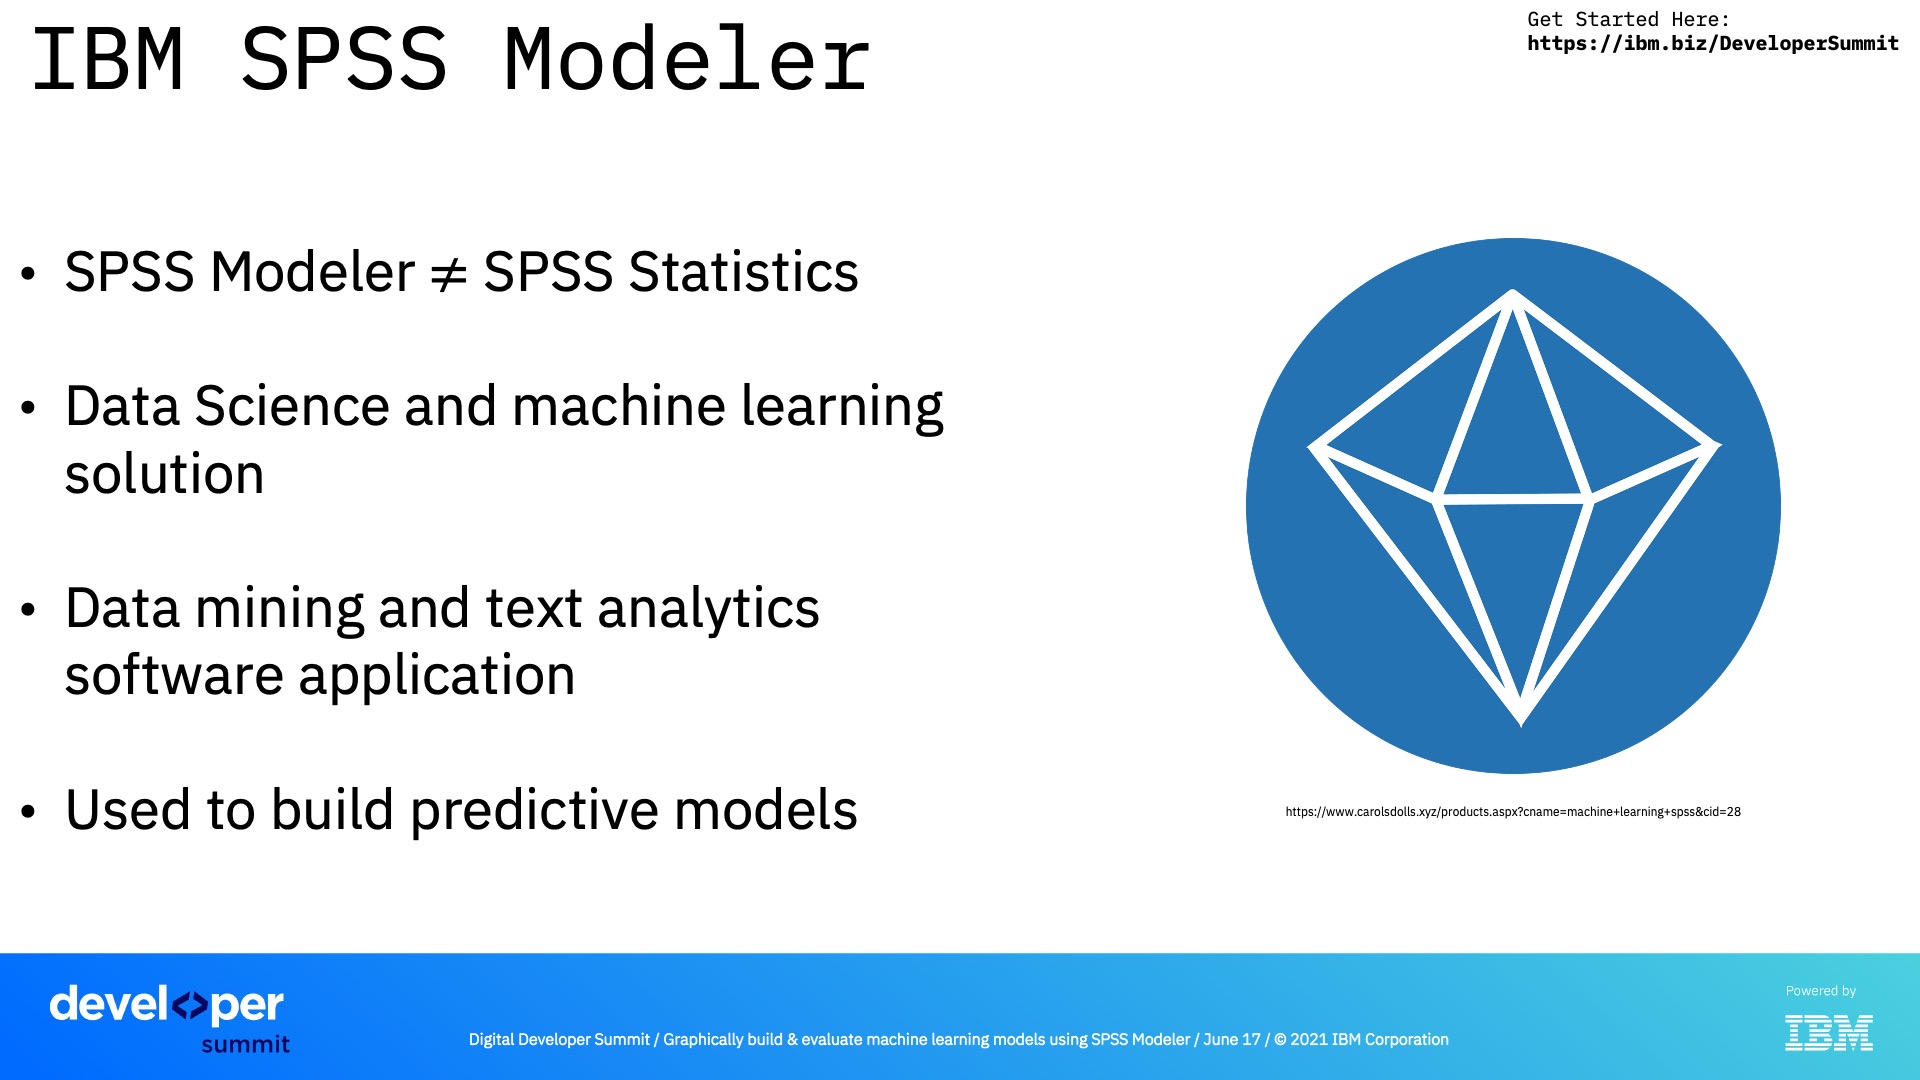 IBM SPSS Modeler
Get Started Here:
https://ibm.biz/DeveloperSummit
• SPSS Modeler ≠ SPSS Statistics
• Data Science and machine learning
solution
• Data mining and text analytics
software application
• Used to build predictive models
https://www.carolsdolls.xyz/products.aspx?cname=machine+learning+spss&cid=28
devel<>per
summit
Digital Developer Summit / Graphically build & evaluate machine learning models using SPSS Modeler / June 17 / © 2021 IBM Corporation
Powered by
IBM